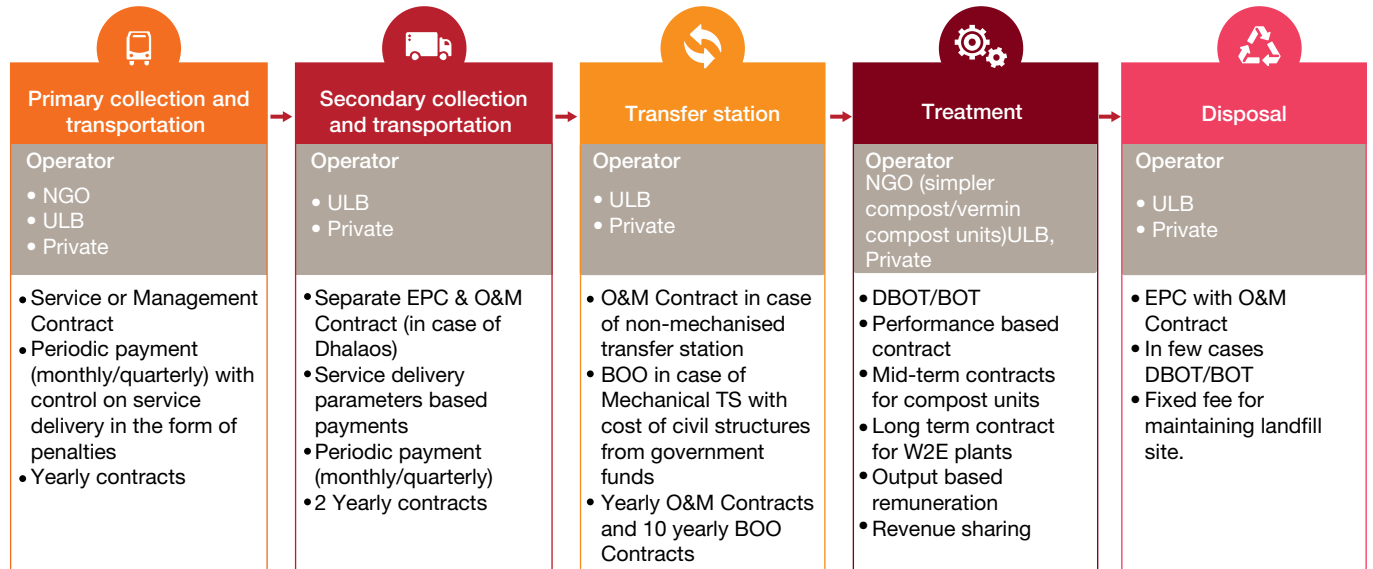 Primary collection and
transportation
Operator
• NGO
• ULB
• Private
• Service or Management
Contract
• Periodic payment
(monthly/quarterly) with
control on service
delivery in the form of
penalties
• Yearly contracts
Secondary collection
and transportation
Operator
• ULB
• Private
• Separate EPC & O&M
Contract (in case of
Dhalaos)
• Service delivery
parameters based
payments
• Periodic payment
(monthly/quarterly)
• 2 Yearly contracts
Transfer station
Operator
• ULB
• Private
• O&M Contract in case
of non-mechanised
transfer station
• BOO in case of
Mechanical TS with
cost of civil structures
from government
funds
• Yearly O&M Contracts
and 10 yearly BOO
Contracts
Treatment
Operator
NGO (simpler
compost/vermin
compost units)ULB,
Private
• DBOT/BOT
• Performance based
contract
• Mid-term contracts
for compost units
• Long term contract
for W2E plants
• Output based
remuneration
• Revenue sharing
Disposal
Operator
• ULB
• Private
• EPC with O&M
Contract
• In few cases
DBOT/BOT
• Fixed fee for
maintaining landfill
site.